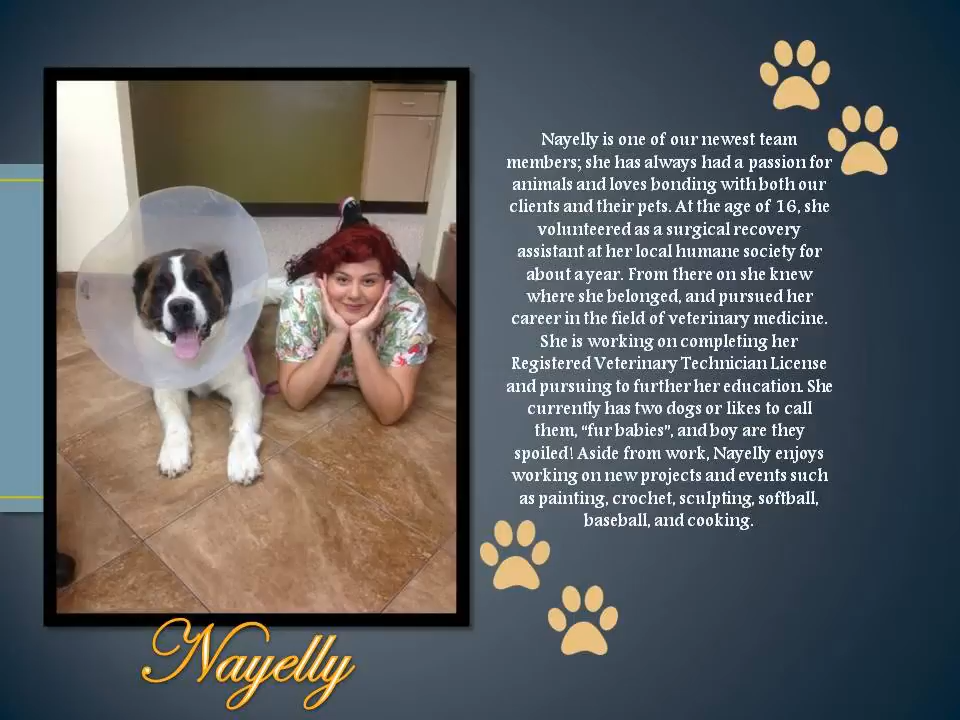 Nayelly is one of our newest team
members; she has always had a passion for
animals and loves bonding with both our
clients and their pets. At the age of 16, she
volunteered as a surgical recovery
assistant at her local humane society for
about a year. From there on she knew
where she belonged, and pursued her
career in the field of veterinary medicine.
She is working on completing her
Registered Veterinary Technician License
and pursuing to further her education. She
currently has two dogs or likes to call
them, "fur babies", and boy are they
spoiled! Aside from work, Nayelly enjoys
working on new projects and events such
as painting, crochet, sculpting, softball,
baseball, and cooking.
Nayelly